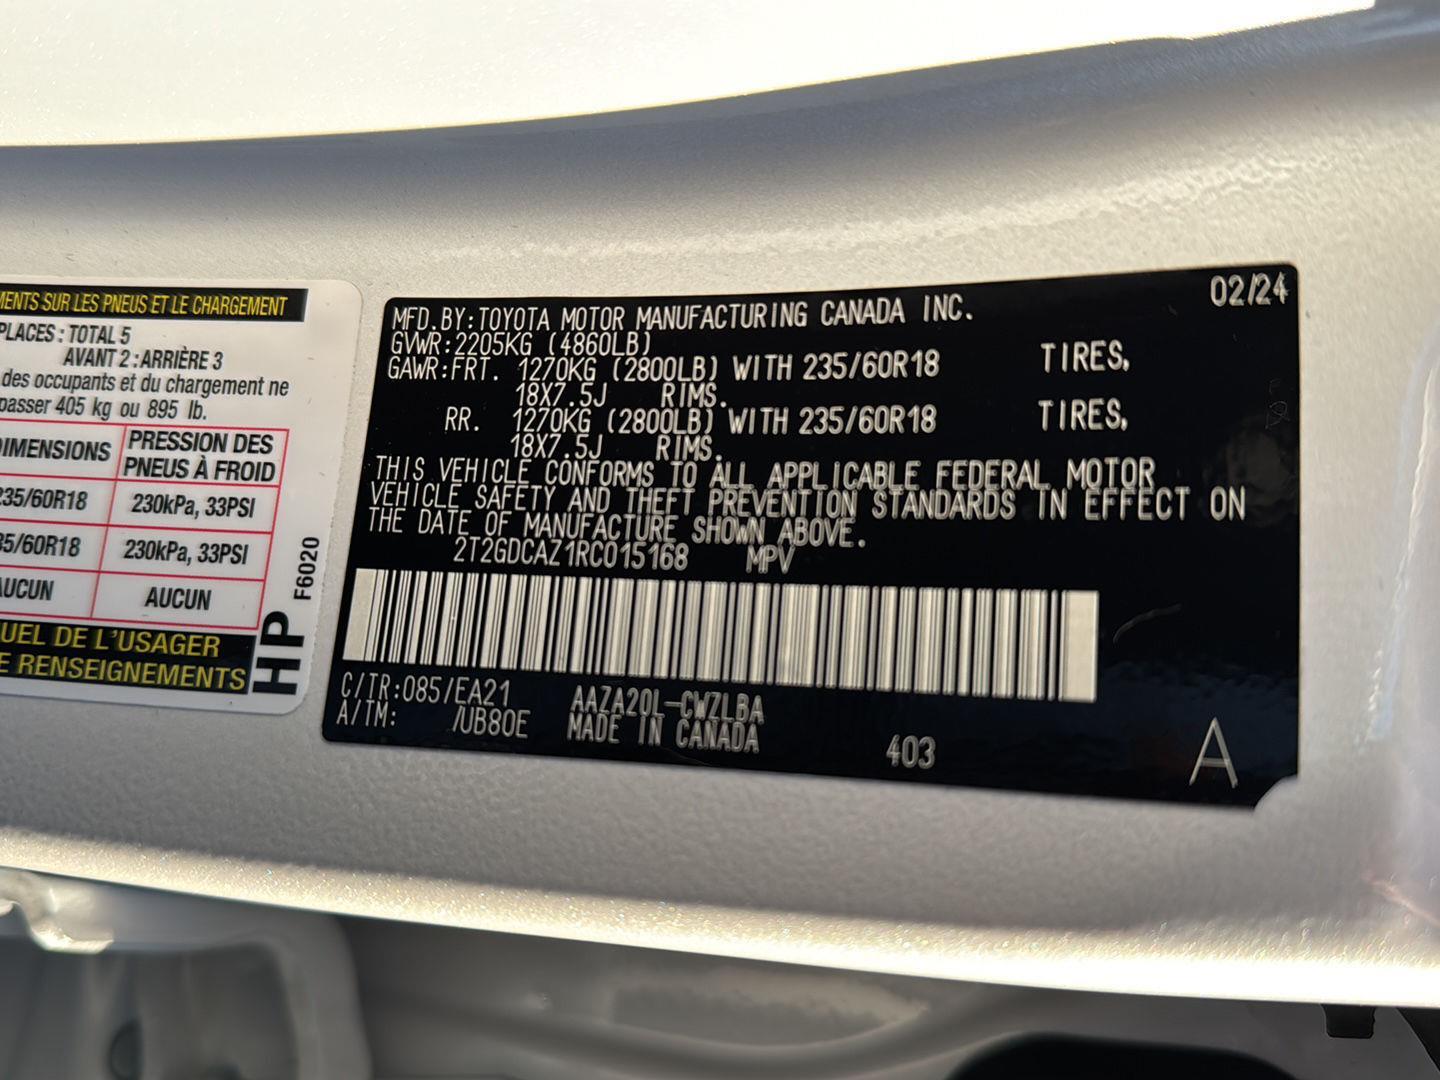 MENTS SUR LES PNEUS ET LE CHARGEMENT
PLACES : TOTAL 5
AVANT 2 : ARRIÈRE 3
des occupants et du chargement ne
passer 405 kg ou 895 lb.
DIMENSIONS PRESSION DES PNEUS À FROID
235/60R18 230kPa, 33PSI
35/60R18 230kPa, 33PSI
AUCUN AUCUN
UEL DE L'USAGER
E RENSEIGNEMENTS
HP F6020
02/24
MFD.BY:TOYOTA MOTOR MANUFACTURING CANADA INC.
GVWR:2205KG (4860LB)
GAWR:FRT. 1270KG (2800LB) WITH 235/60R18 TIRES,
18X7.5J RIMS.
RR. 1270KG (2800LB) WITH 235/60R18 TIRES,
18X7.5J RIMS.
THIS VEHICLE CONFORMS TO ALL APPLICABLE FEDERAL MOTOR
VEHICLE SAFETY AND THEFT PREVENTION STANDARDS IN EFFECT ON
THE DATE OF MANUFACTURE SHOWN ABOVE.
2T2GDCAZ1RC015168 MPV
C/TR:085/EA21 AAZA20L-CWZLBA
A/TM: /UB80E MADE IN CANADA 403 A